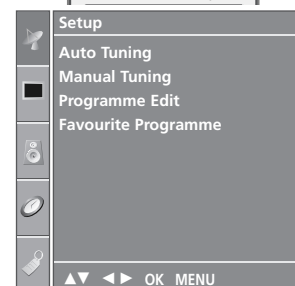 Setup
Auto Tuning
Manual Tuning
Programme Edit
Favourite Programme
▲▼ ◄► OK MENU